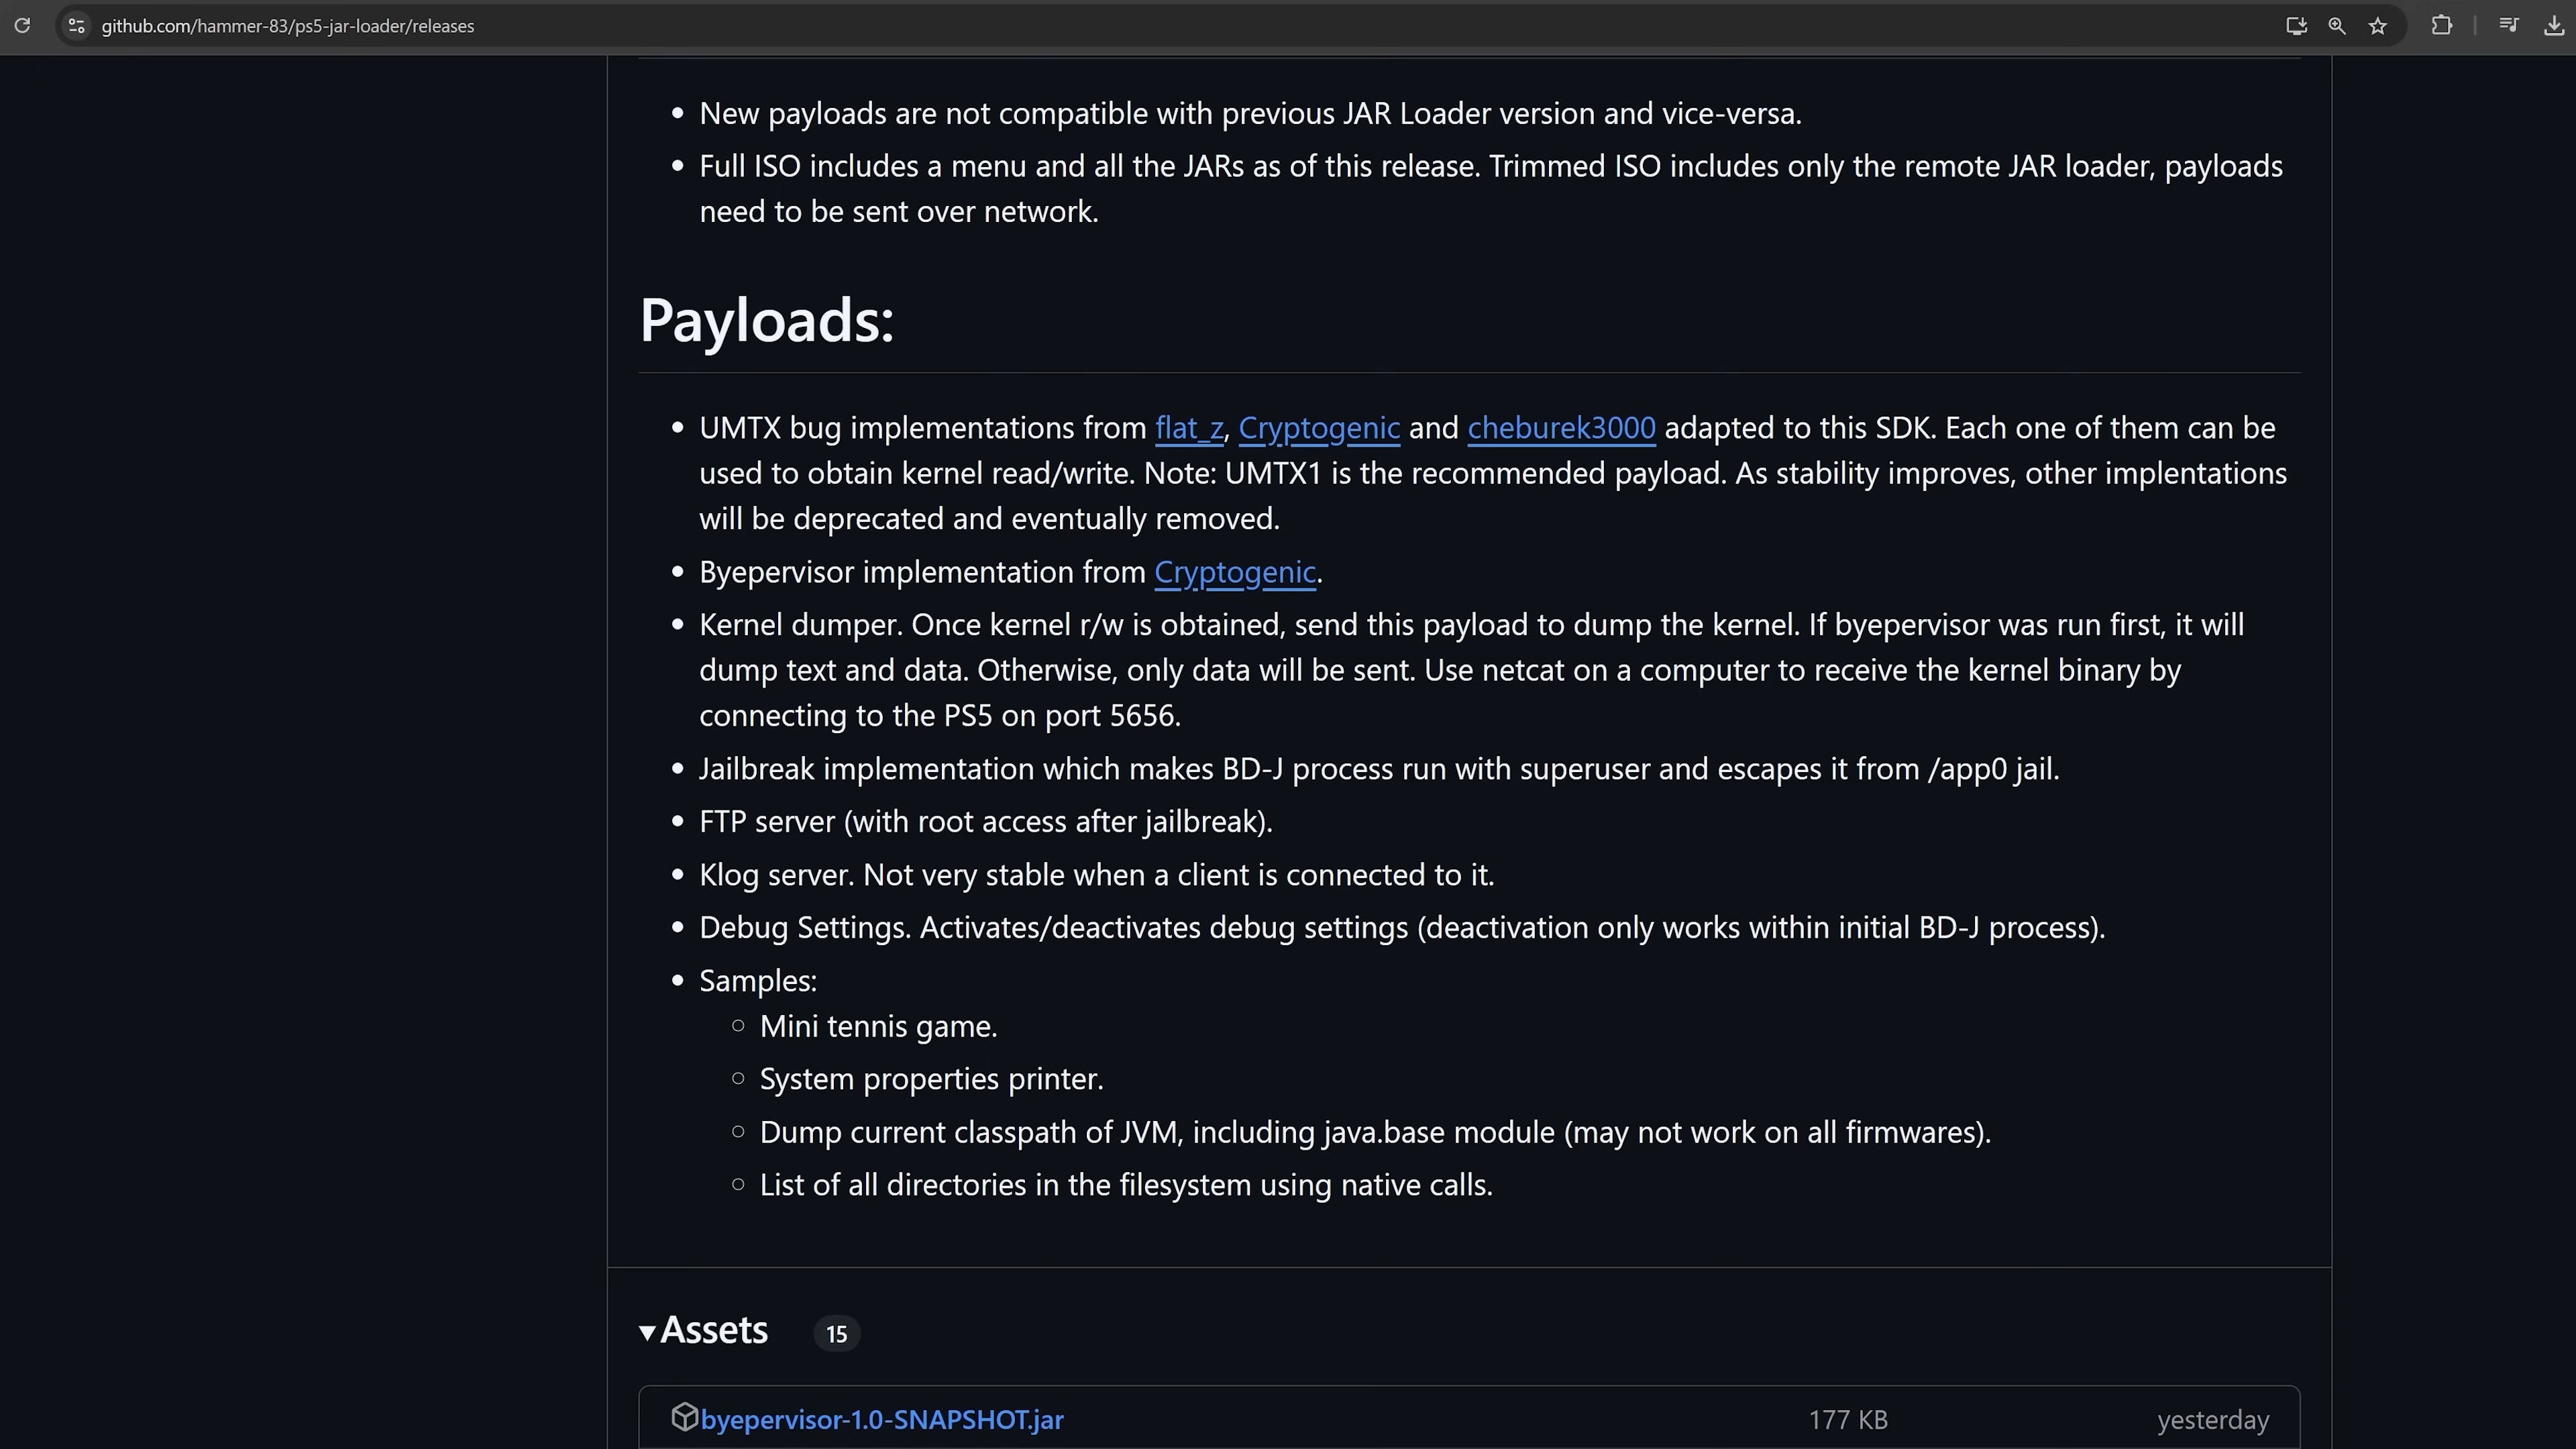 github.com/hammer-83/ps5-jar-loader/releases
• New payloads are not compatible with previous JAR Loader version and vice-versa.
• Full ISO includes a menu and all the JARs as of this release. Trimmed ISO includes only the remote JAR loader, payloads
need to be sent over network.
Payloads:
• UMTX bug implementations from flat_z, Cryptogenic and cheburek3000 adapted to this SDK. Each one of them can be
used to obtain kernel read/write. Note: UMTX1 is the recommended payload. As stability improves, other implentations
will be deprecated and eventually removed.
• Byepervisor implementation from Cryptogenic.
• Kernel dumper. Once kernel r/w is obtained, send this payload to dump the kernel. If byepervisor was run first, it will
dump text and data. Otherwise, only data will be sent. Use netcat on a computer to receive the kernel binary by
connecting to the PS5 on port 5656.
• Jailbreak implementation which makes BD-J process run with superuser and escapes it from /app0 jail.
• FTP server (with root access after jailbreak).
• Klog server. Not very stable when a client is connected to it.
• Debug Settings. Activates/deactivates debug settings (deactivation only works within initial BD-J process).
• Samples:
○ Mini tennis game.
○ System properties printer.
○ Dump current classpath of JVM, including java.base module (may not work on all firmwares).
○ List of all directories in the filesystem using native calls.
▾ Assets 15
byepervisor-1.0-SNAPSHOT.jar 177 KB yesterday